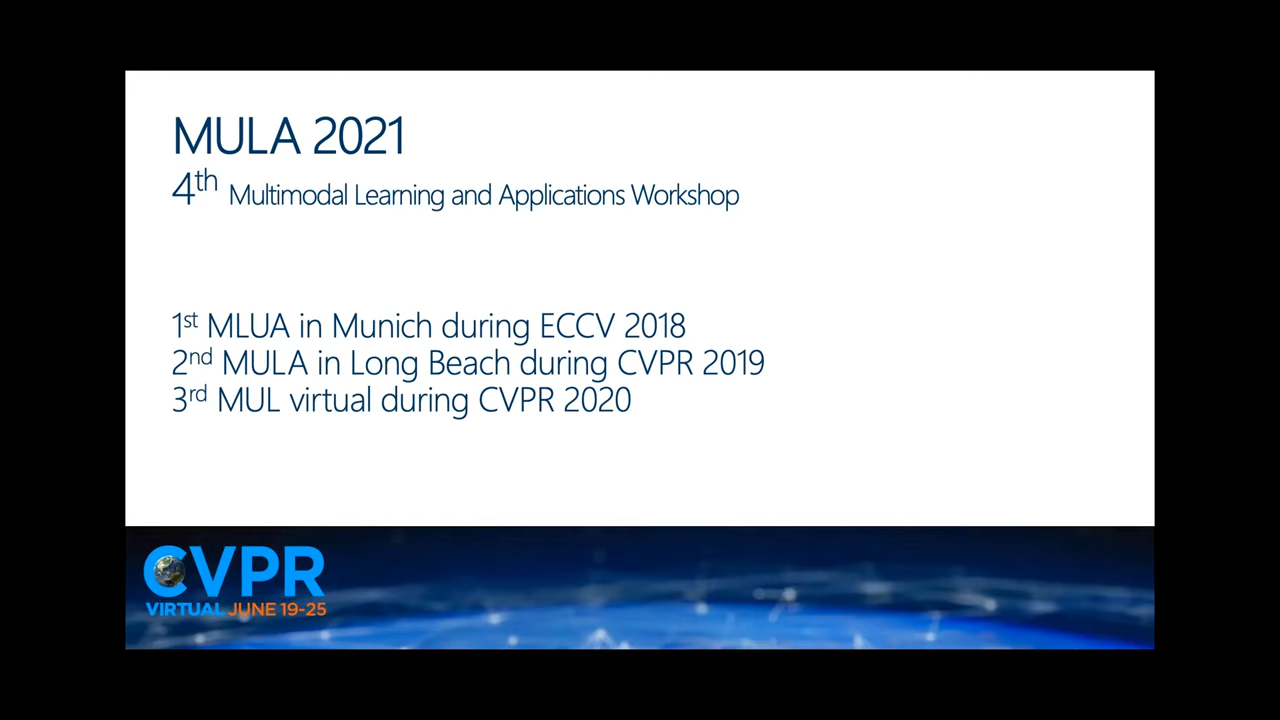 MULA 2021
4th Multimodal Learning and Applications Workshop
1st MLUA in Munich during ECCV 2018
2nd MULA in Long Beach during CVPR 2019
3rd MUL virtual during CVPR 2020
CVPR
VIRTUAL JUNE 19-25